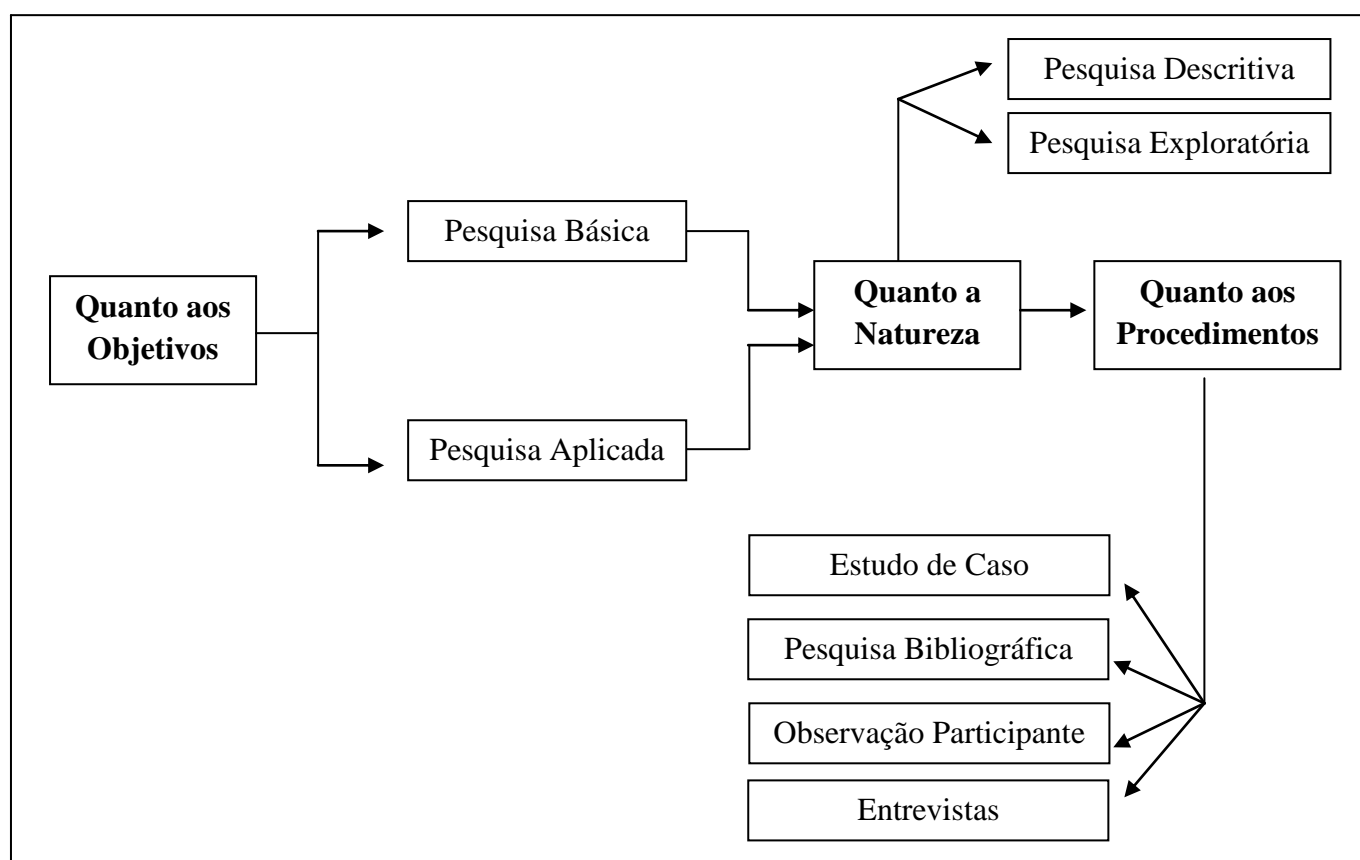 Pesquisa Descritiva
Pesquisa Exploratória
Pesquisa Básica
Quanto aos
Objetivos
Quanto a
Natureza
Quanto aos
Procedimentos
Pesquisa Aplicada
Estudo de Caso
Pesquisa Bibliográfica
Observação Participante
Entrevistas